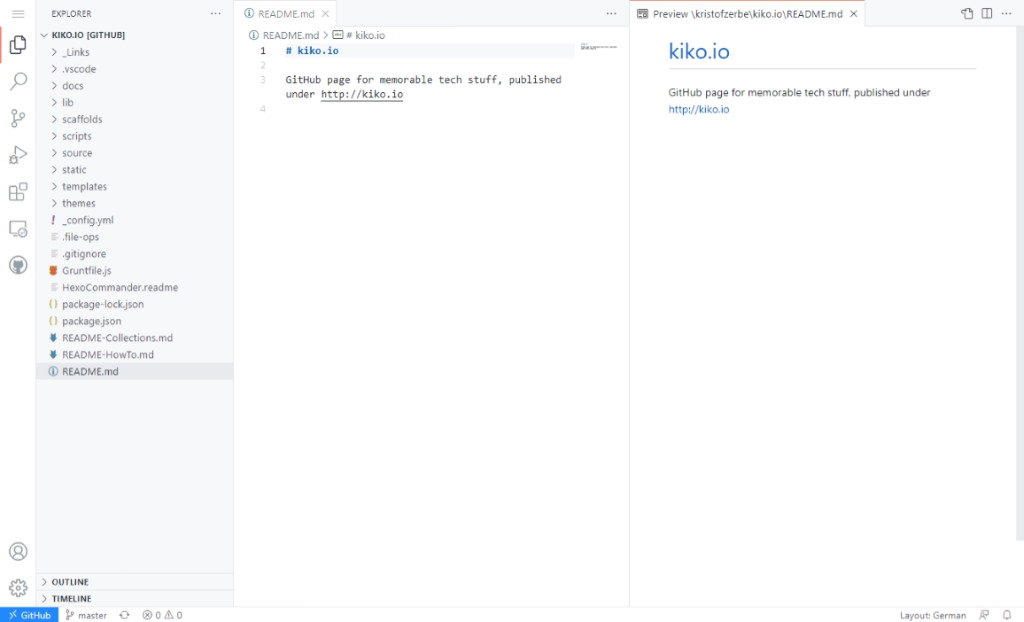 EXPLORER
KIKO.IO [GITHUB]
_Links
.vscode
docs
lib
scaffolds
scripts
source
static
templates
themes
_config.yml
.file-ops
.gitignore
Gruntfile.js
HexoCommander.readme
package-lock.json
package.json
README-Collections.md
README-HowTo.md
README.md
OUTLINE
TIMELINE
README.md
README.md > # kiko.io
1 # kiko.io
2
3 GitHub page for memorable tech stuff, published
under http://kiko.io
4
Preview \kristofzerbe\kiko.io\README.md
kiko.io
GitHub page for memorable tech stuff, published under
http://kiko.io
GitHub master 0 0 Layout: German